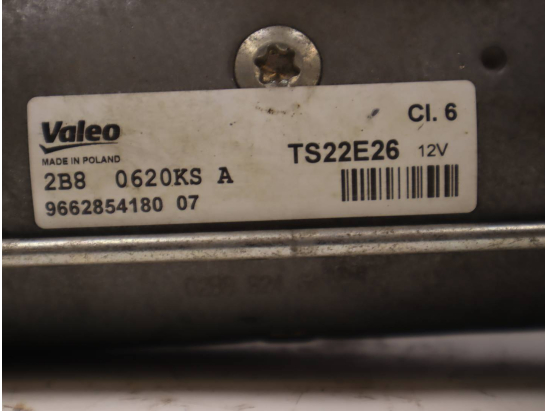 Cl. 6
Valeo
MADE IN POLAND
TS22E26 12V
2B8 0620KS A
9662854180 07